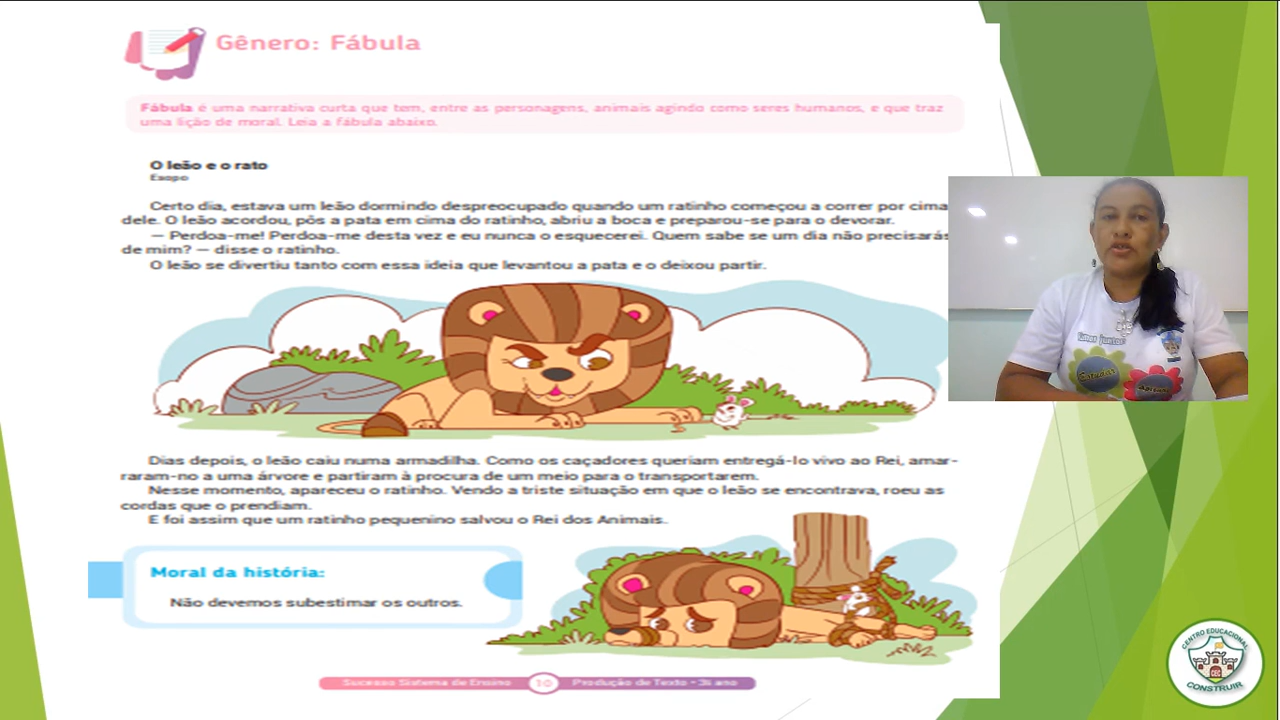 Gênero: Fábula
Fábula é uma narrativa curta que tem, entre as personagens, animais agindo como seres humanos, e que traz
uma lição de moral. Leia a fábula abaixo.
O leão e o rato
Esopo
Certo dia, estava um leão dormindo despreocupado quando um ratinho começou a correr por cima
dele. O leão acordou, pôs a pata em cima do ratinho, abriu a boca e preparou-se para o devorar.
— Perdoa-me! Perdoa-me desta vez e eu nunca o esquecerei. Quem sabe se um dia não precisarás
de mim? — disse o ratinho.
O leão se divertiu tanto com essa ideia que levantou a pata e o deixou partir.
Dias depois, o leão caiu numa armadilha. Como os caçadores queriam entregá-lo vivo ao Rei, amar-
raram-no a uma árvore e partiram à procura de um meio para o transportarem.
Nesse momento, apareceu o ratinho. Vendo a triste situação em que o leão se encontrava, roeu as
cordas que o prendiam.
E foi assim que um ratinho pequenino salvou o Rei dos Animais.
Moral da história:
Não devemos subestimar os outros.
Sucesso Sistema de Ensino 10 Produção de Texto • 3º ano
CENTRO EDUCACIONAL
CEC
CONSTRUIR